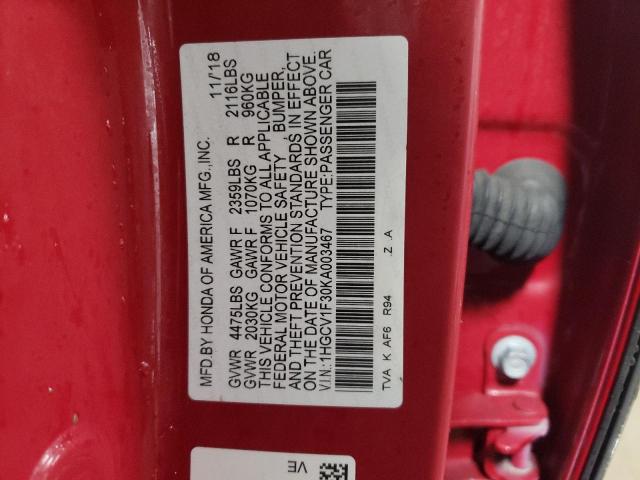 MFD.BY HONDA OF AMERICA MFG.,INC. 11/18
GVWR 4475LBS GAWR F 2359LBS R 2116LBS
GVWR 2030KG GAWR F 1070KG R 960KG
THIS VEHICLE CONFORMS TO ALL APPLICABLE
FEDERAL MOTOR VEHICLE SAFETY, BUMPER,
AND THEFT PREVENTION STANDARDS IN EFFECT
ON THE DATE OF MANUFACTURE SHOWN ABOVE.
V.I.N.:1HGCV1F30KA003467 TYPE:PASSENGER CAR
TVA K AF6 R94 .Z .A
VE